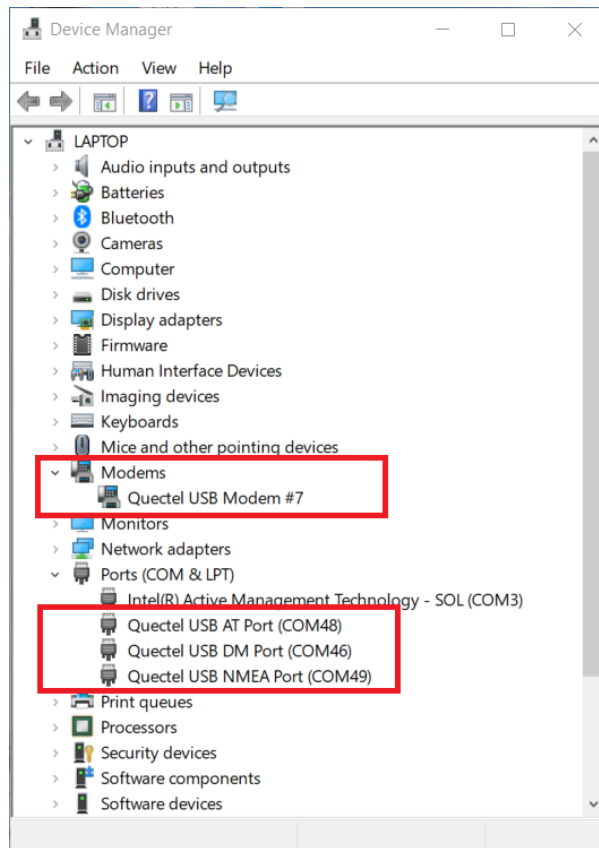 Device Manager
File Action View Help
LAPTOP
Audio inputs and outputs
Batteries
Bluetooth
Cameras
Computer
Disk drives
Display adapters
Firmware
Human Interface Devices
Imaging devices
Keyboards
Mice and other pointing devices
Modems
Quectel USB Modem #7
Monitors
Network adapters
Ports (COM & LPT)
Intel(R) Active Management Technology - SOL (COM3)
Quectel USB AT Port (COM48)
Quectel USB DM Port (COM46)
Quectel USB NMEA Port (COM49)
Print queues
Processors
Security devices
Software components
Software devices